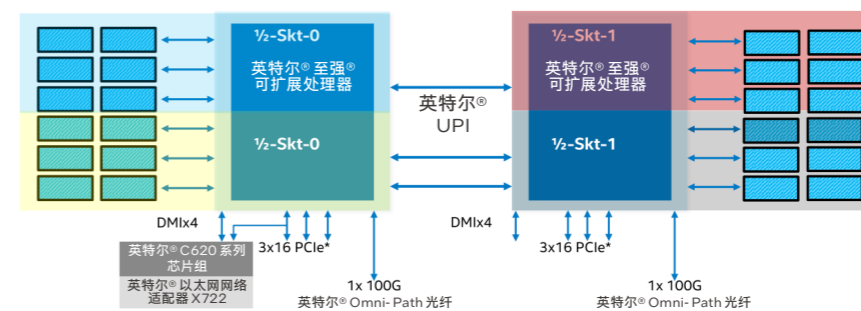 ½-Skt-0
英特尔® 至强®
可扩展处理器
½-Skt-0
英特尔®
UPI
½-Skt-1
英特尔® 至强®
可扩展处理器
½-Skt-1
DMIx4
英特尔® C620 系列
芯片组
英特尔® 以太网网络
适配器 X722
3x16 PCIe*
1x 100G
英特尔® Omni- Path 光纤
DMIx4
3x16 PCIe*
1x 100G
英特尔® Omni- Path 光纤